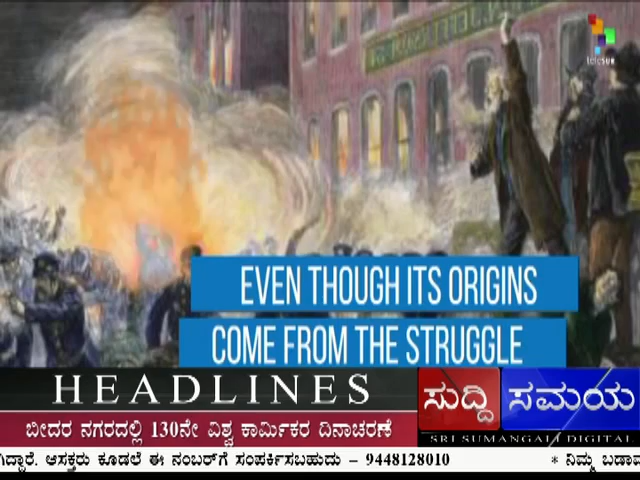 teleSUR
EVEN THOUGH ITS ORIGINS
COME FROM THE STRUGGLE
HEADLINES
ಸುದ್ದಿ ಸಮಯ
ಬೀದರ ನಗರದಲ್ಲಿ 130ನೇ ವಿಶ್ವ ಕಾರ್ಮಿಕರ ದಿನಾಚರಣೆ
SRI SUMANGALI DIGITAL
ಆಸಕ್ತರು ಕೂಡಲೆ ಈ ನಂಬರ್‌ಗೆ ಸಂಪರ್ಕಿಸಬಹುದು – 9448128010 * ನಿಮ್ಮ